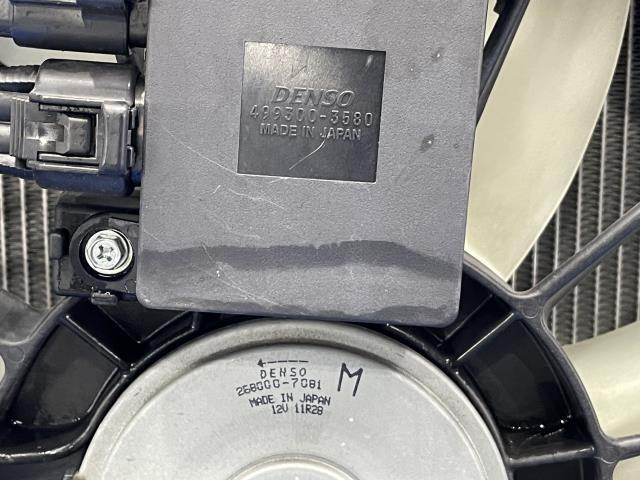 DENSO
499300-3580
MADE IN JAPAN
DENSO
268000-7081
MADE IN JAPAN
12V 11R28
M